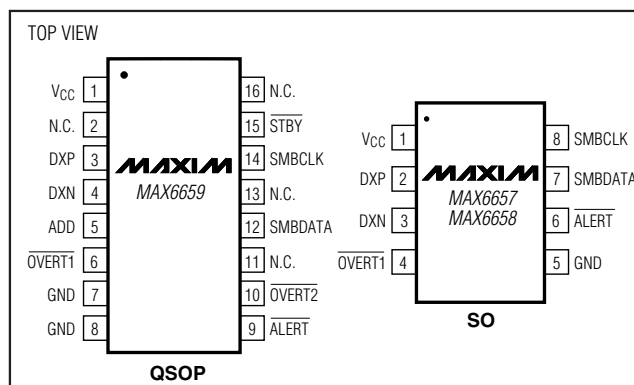 TOP VIEW
VCC 1
N.C. 2
DXP 3
DXN 4
ADD 5
OVERT1 6
GND 7
GND 8
MAXIM
MAX6659
16 N.C.
15 STBY
14 SMBCLK
13 N.C.
12 SMBDATA
11 N.C.
10 OVERT2
9 ALERT
QSOP
VCC 1
DXP 2
DXN 3
OVERT1 4
MAXIM
MAX6657
MAX6658
8 SMBCLK
7 SMBDATA
6 ALERT
5 GND
SO